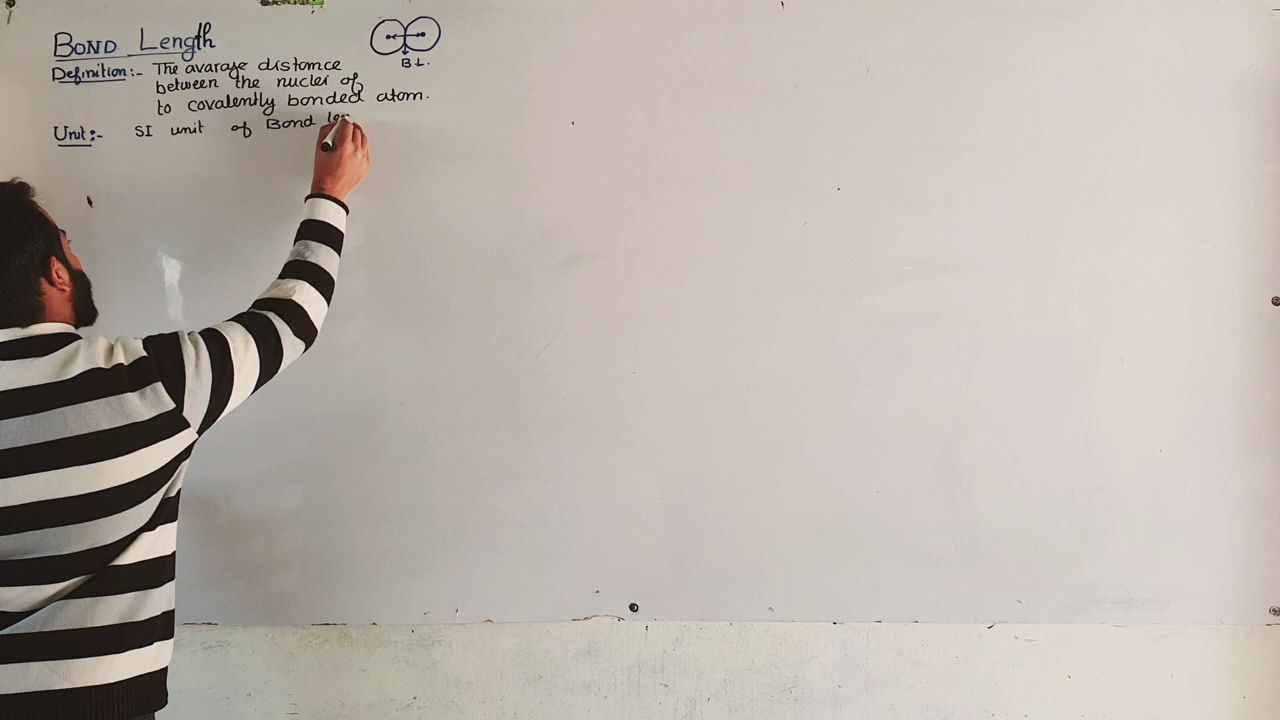 BOND Length
B L.
Definition:- The avarage distance
between the nuclei of
to covalently bonded atom.
Unit:- SI unit of Bond len